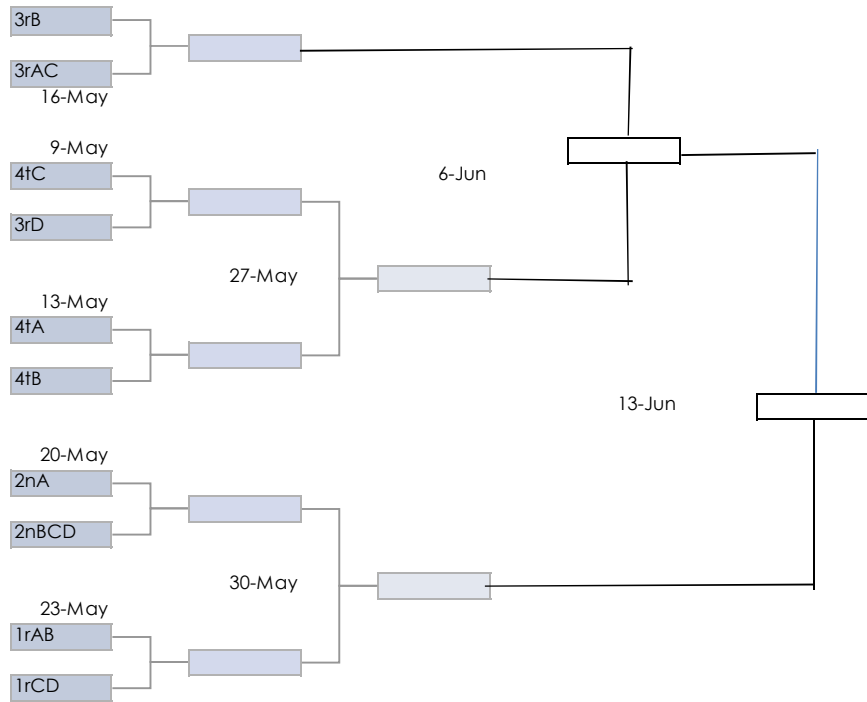 3rB
3rAC
16-May
9-May
4tC
6-Jun
3rD
27-May
13-May
4tA
4tB
13-Jun
20-May
2nA
2nBCD
30-May
23-May
1rAB
1rCD